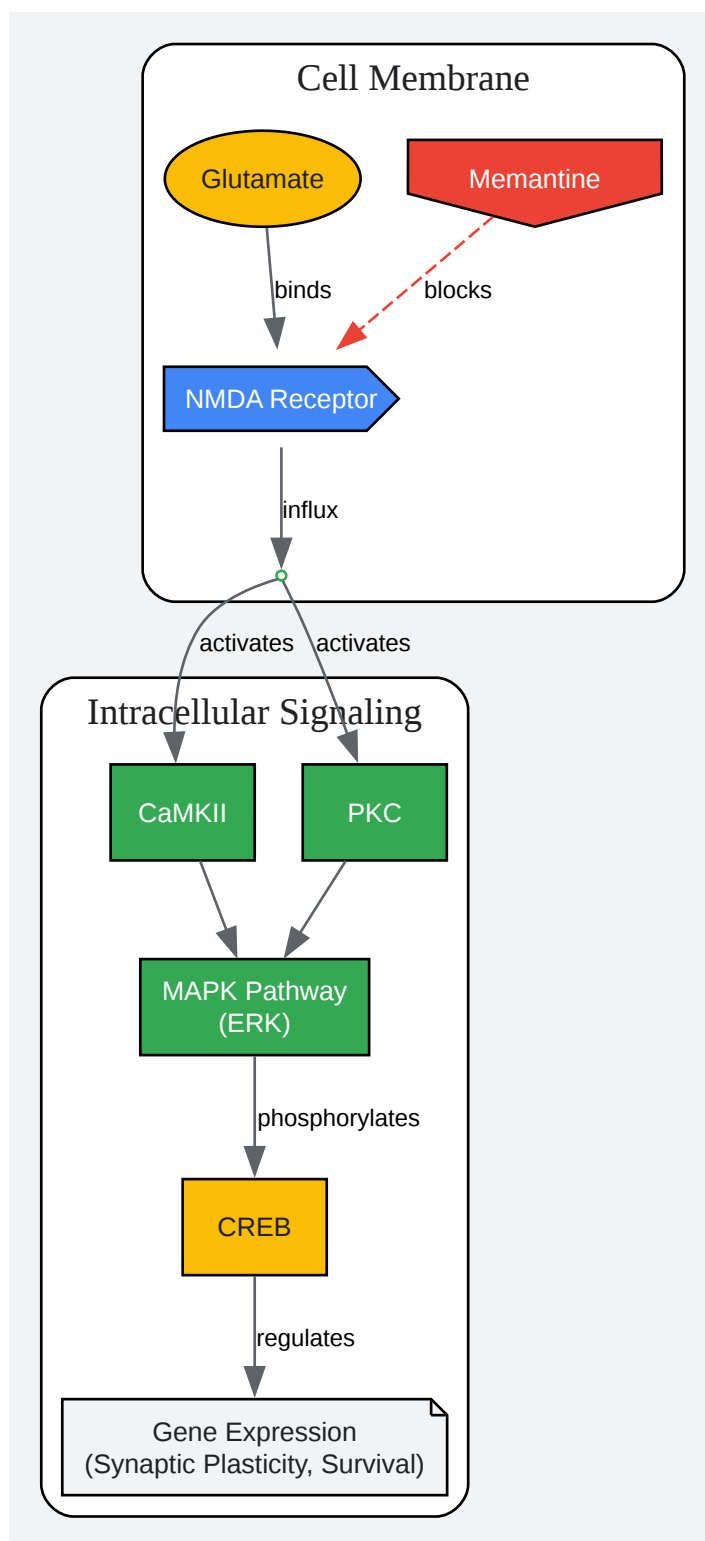 Cell Membrane
Glutamate
Memantine
binds
blocks
NMDA Receptor
influx
activates
activates
Intracellular Signaling
CaMKII
PKC
MAPK Pathway
(ERK)
phosphorylates
CREB
regulates
Gene Expression
(Synaptic Plasticity, Survival)